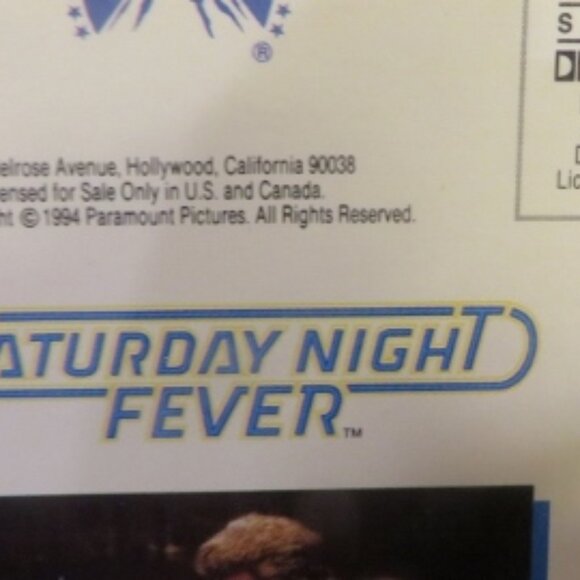 ®
S
elrose Avenue, Hollywood, California 90038
ensed for Sale Only in U.S. and Canada.
ht © 1994 Paramount Pictures. All Rights Reserved.
D
Lic
ATURDAY NIGHT
FEVER™